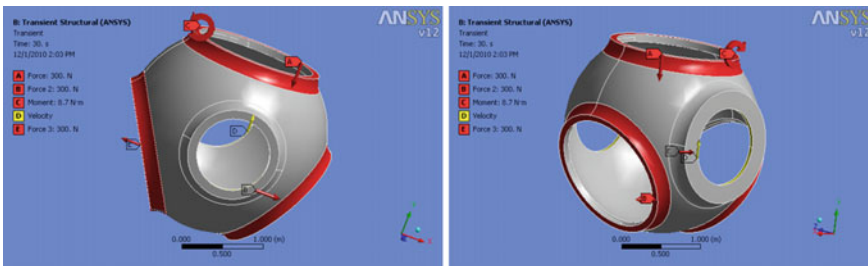 B: Transient Structural (ANSYS)
Transient
Time: 30. s
12/1/2010 2:03 PM
A Force: 300. N
B Force 2: 300. N
C Moment: 8.7 N·m
D Velocity
E Force 3: 300. N
ANSYS
v12
A
D
0.000 1.000 (m)
0.500
B: Transient Structural (ANSYS)
Transient
Time: 30. s
12/1/2010 2:03 PM
A Force: 300. N
B Force 2: 300. N
C Moment: 8.7 N·m
D Velocity
E Force 3: 300. N
ANSYS
v12
0.000 1.000 (m)
0.500